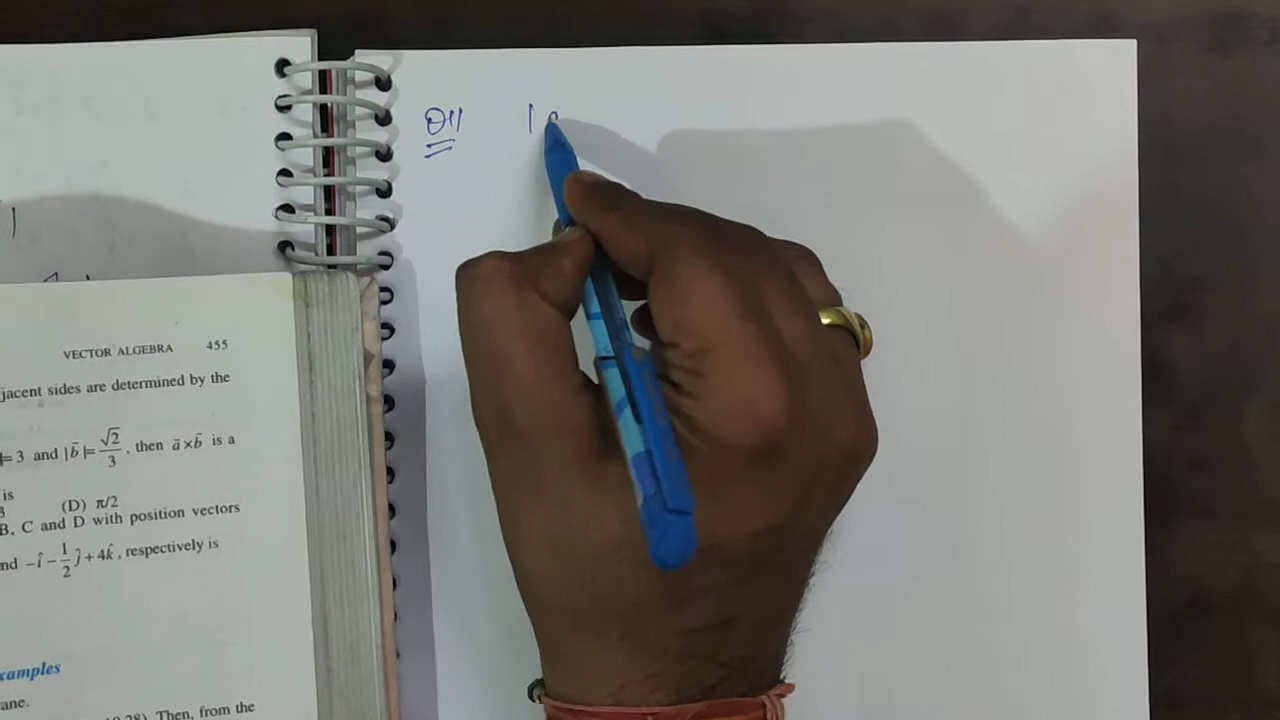 Q11 | a
VECTOR ALGEBRA 455
jacent sides are determined by the
|= 3 and |b⃗|= √2/3, then a⃗×b⃗ is a
is
(D) π/2
B, C and D with position vectors
nd -î-1/2ĵ+4k̂, respectively is
xamples
ane.
Then, from the